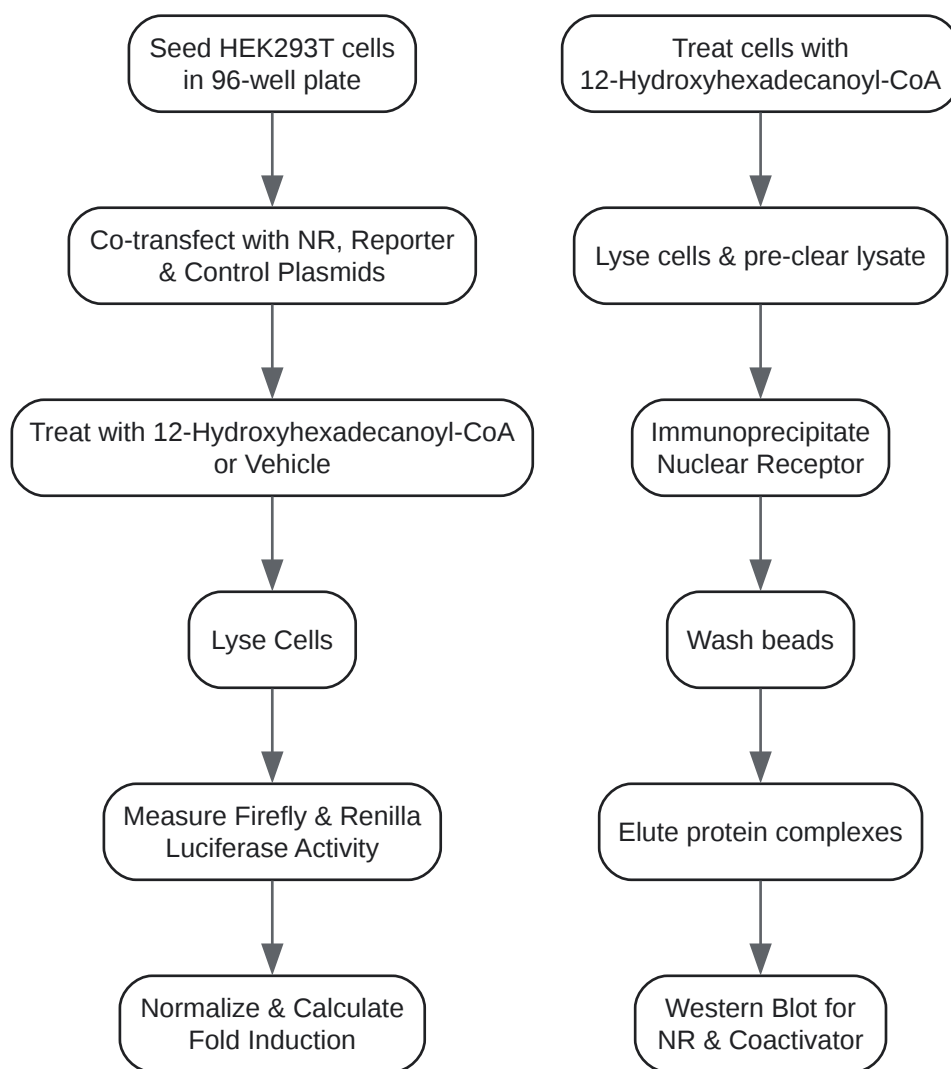 Seed HEK293T cells
in 96-well plate
Co-transfect with NR, Reporter
& Control Plasmids
Treat with 12-Hydroxyhexadecanoyl-CoA
or Vehicle
Lyse Cells
Measure Firefly & Renilla
Luciferase Activity
Normalize & Calculate
Fold Induction
Treat cells with
12-Hydroxyhexadecanoyl-CoA
Lyse cells & pre-clear lysate
Immunoprecipitate
Nuclear Receptor
Wash beads
Elute protein complexes
Western Blot for
NR & Coactivator